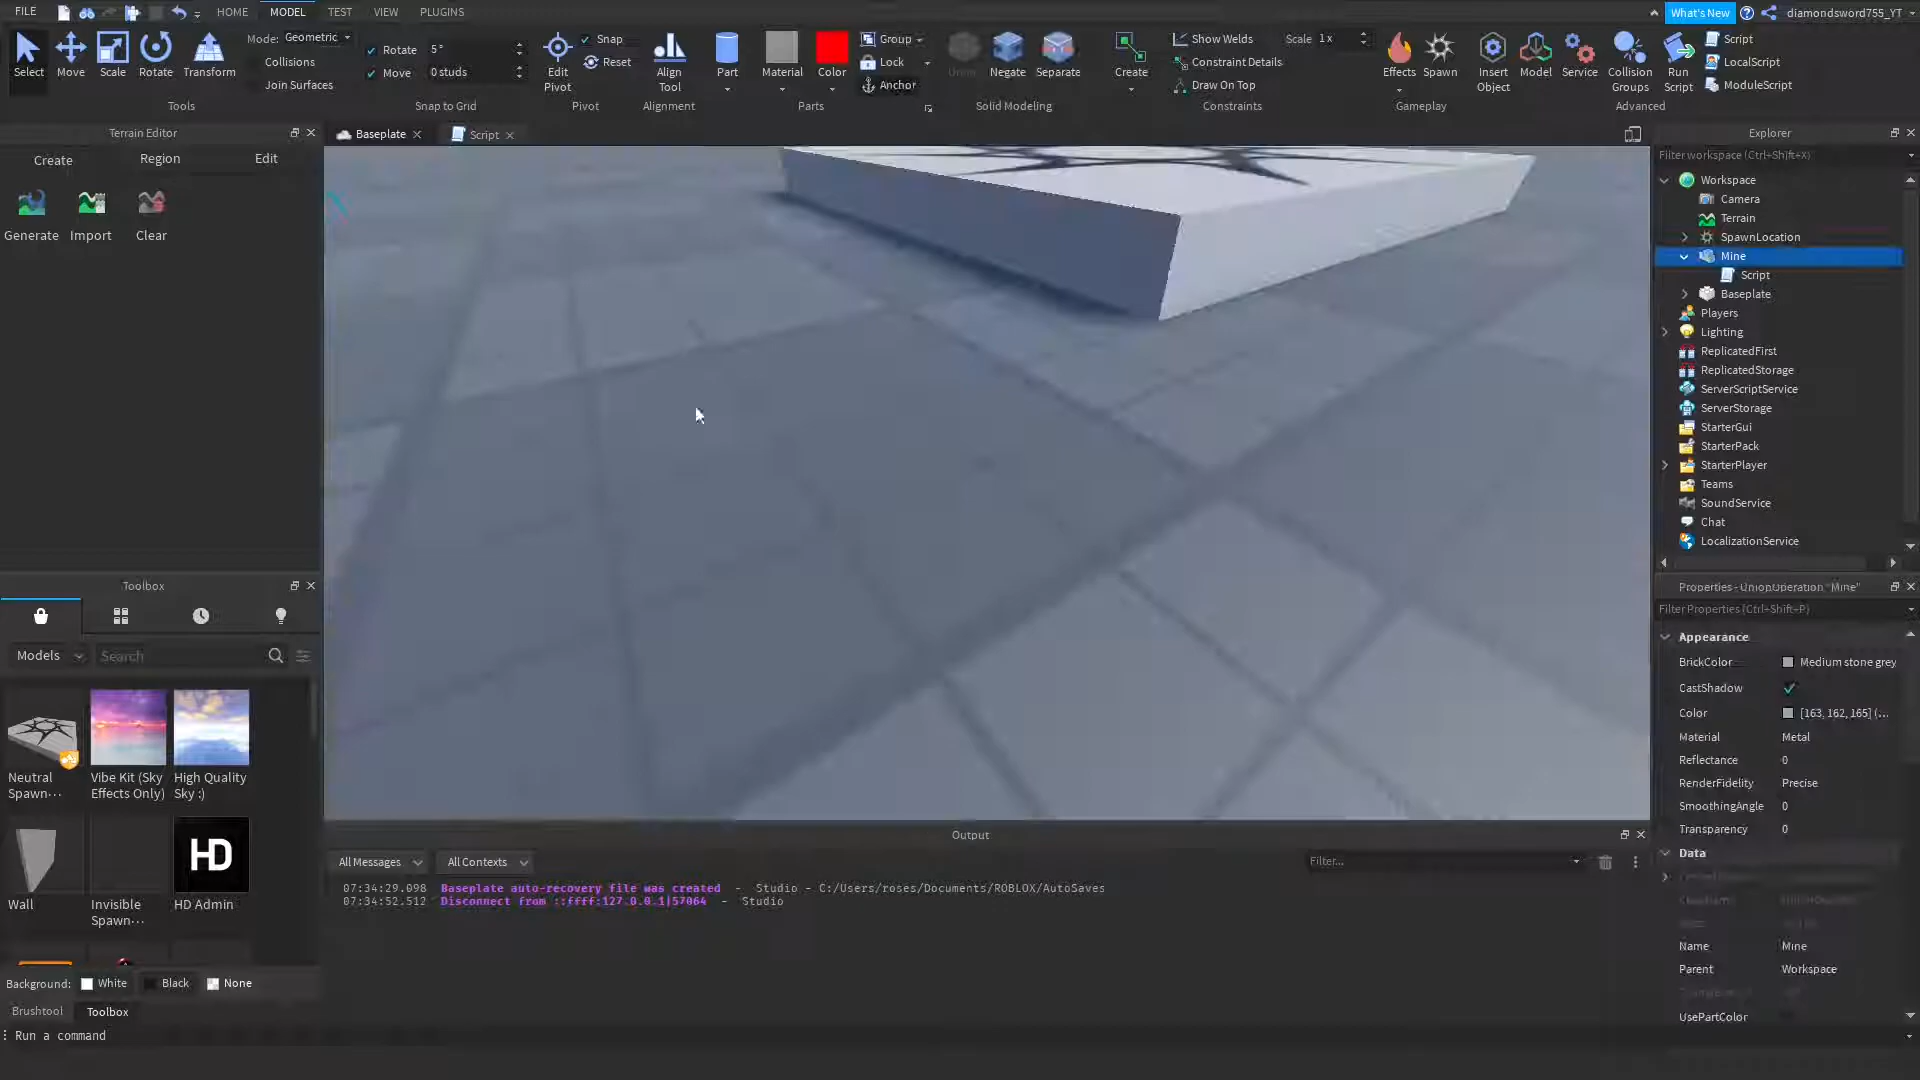 FILE
HOME
MODEL
TEST
VIEW
PLUGINS
What's New
diamondsword755_YT
Select
Move
Scale
Rotate
Transform
Mode: Geometric
Collisions
Join Surfaces
Tools
Rotate 5°
Move 0 studs
Snap to Grid
Edit
Pivot
Snap
Reset
Pivot
Align
Tool
Alignment
Part
Material
Color
Group
Lock
Anchor
Parts
Union
Negate
Separate
Solid Modeling
Create
Show Welds
Scale 1x
Constraint Details
Draw On Top
Constraints
Effects
Spawn
Gameplay
Insert
Object
Model
Service
Collision
Groups
Run
Script
Script
LocalScript
ModuleScript
Advanced
Terrain Editor
Create
Region
Edit
Generate
Import
Clear
Baseplate
Script
Explorer
Filter workspace (Ctrl+Shift+X)
Workspace
Camera
Terrain
SpawnLocation
Mine
Script
Baseplate
Players
Lighting
ReplicatedFirst
ReplicatedStorage
ServerScriptService
ServerStorage
StarterGui
StarterPack
StarterPlayer
Teams
SoundService
Chat
LocalizationService
Toolbox
Models
Search
Neutral
Spawn···
Vibe Kit (Sky
Effects Only)
High Quality
Sky :)
HD
Wall
Invisible
Spawn···
HD Admin
Background:
White
Black
None
Brushtool
Toolbox
Run a command
Output
All Messages
All Contexts
Filter...
07:34:29.098 Baseplate auto-recovery file was created - Studio - C:/Users/roses/Documents/ROBLOX/AutoSaves
07:34:52.512 Disconnect from ::ffff:127.0.0.1|57064 - Studio
Properties - UnionOperation "Mine"
Filter Properties (Ctrl+Shift+P)
Appearance
BrickColor Medium stone grey
CastShadow
Color [163, 162, 165] (...
Material Metal
Reflectance 0
RenderFidelity Precise
SmoothingAngle 0
Transparency 0
Data
Name Mine
Parent Workspace
UsePartColor